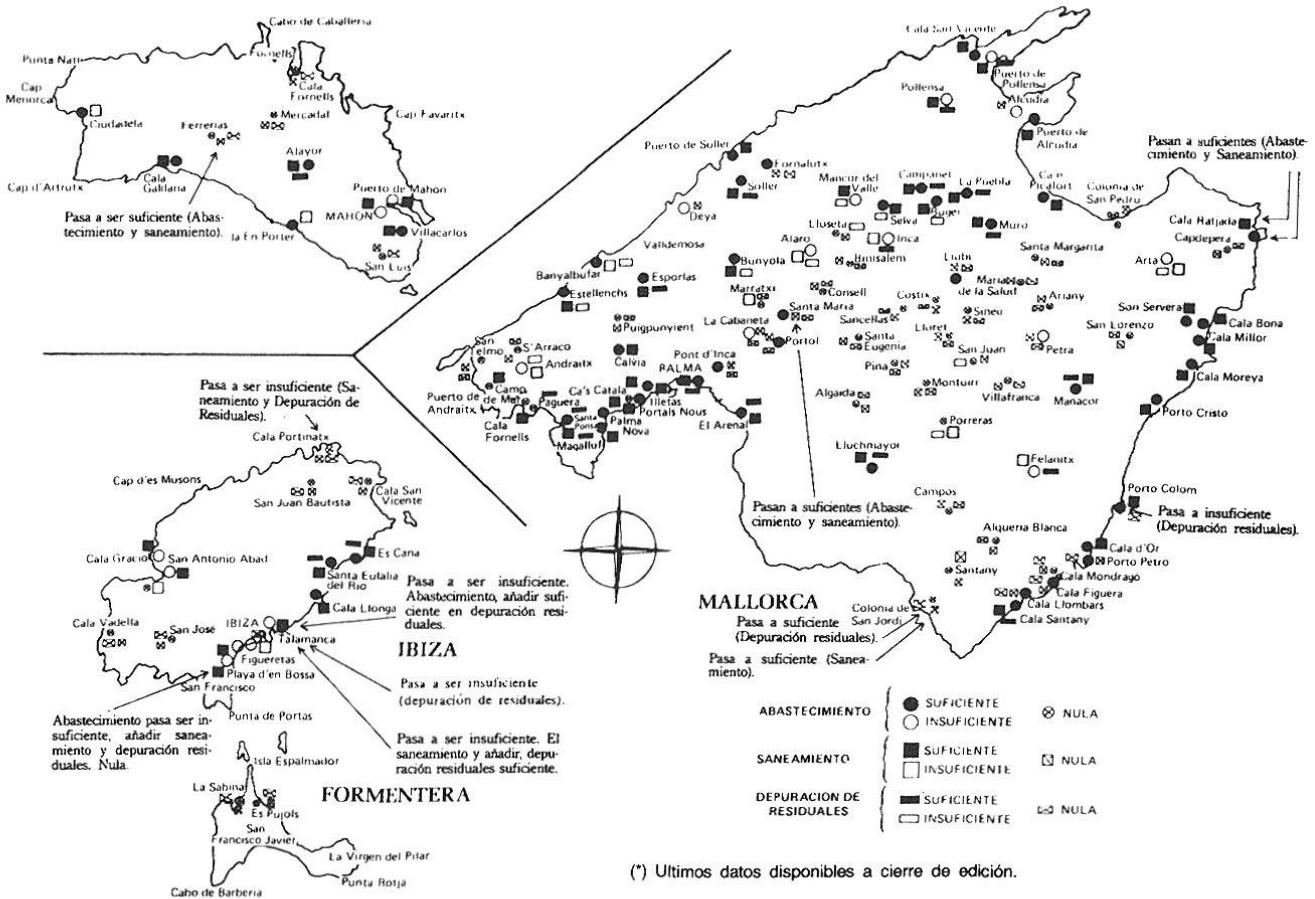 Cabo de Caballeria
Fornells
Punta Nati
Cala
Fornells
Cap
Menorca
Ciudadela
Ferrerias
Mercadal
Cap Favaritx
Alayor
Cala
Galdana
Cap d'Artrutx
Puerto de Mahon
MAHON
Pasa a ser suficiente (Abas-
tecimiento y saneamiento).
la En Porter
Villacarlos
San Luis
Cala San Vicente
Puerto de
Pollensa
Pollensa
Alcudia
Puerto de
Alcudia
Pasan a suficientes (Abaste-
cimiento y Saneamiento).
Puerto de Soller
Fornalutx
Soller
Mancor del
Valle
Campanet
La Puebla
Ca'n
Picafort
Colonia de
San Pedro
Deya
Lloseta
Selva
Buger
Muro
Cala Ratjada
Capdepera
Valldemosa
Alaro
Inca
Santa Margarita
Banyalbufar
Bunyola
Binisalem
Llubi
Arta
Esporlas
Maria
de la Salud
Estellenchs
Marratxi
Consell
Costix
Ariany
Santa Maria
Son Servera
Puigpunyient
La Cabaneta
Sancellas
Sineu
Cala Bona
San
Telmo
S'Arraco
Portol
Santa
Eugenia
Lloret
San Lorenzo
Cala
Millor
Andraitx
Calvia
Pont d'Inca
San Juan
Petra
PALMA
Pina
Puerto de
Andraitx
Camp
de Mar
Ca's Catala
Cala Moreya
Paguera
Illetas
Algaida
Montuiri
Villafranca
Manacor
Cala
Fornells
Santa
Ponsa
Palma
Nova
Portals Nous
El Arenal
Porto Cristo
Magalluf
Porreras
Lluchmayor
Felanitx
Pasan a suficientes (Abaste-
cimiento y saneamiento).
Campos
Porto Colom
Pasa a insuficiente
(Depuración residuales).
Alqueria Blanca
Cala d'Or
Porto Petro
Santany
Cala Mondragó
Cala Figuera
Cala Llombars
Cala Santany
MALLORCA
Colonia de
San Jordi
Pasa a suficiente
(Depuración residuales).
Pasa a suficiente (Sanea-
miento).
Pasa a ser insuficiente (Sa-
neamiento y Depuración de
Residuales).
Cala Portinatx
Cap d'es Musons
San Juan Bautista
Cala San
Vicente
Cala Gració
San Antonio Abad
Es Cana
Santa Eulalia
del Rio
Cala Llonga
Pasa a ser insuficiente.
Abastecimiento, añadir sufi-
ciente en depuración resi-
duales.
Cala Vadella
San José
IBIZA
Talamanca
IBIZA
Figueretas
Playa d'en Bossa
San Francisco
Pasa a ser insuficiente
(depuración de residuales).
Abastecimiento pasa ser in-
suficiente, añadir sanea-
miento y depuración resi-
duales. Nula.
Punta de Portas
Pasa a ser insuficiente. El
saneamiento y añadir, depu-
ración residuales suficiente.
Isla Espalmador
La Sabina
FORMENTERA
Es Pujols
San
Francisco Javier
La Virgen del Pilar
Punta Rotja
Cabo de Barberia
ABASTECIMIENTO
SUFICIENTE
INSUFICIENTE
NULA
SANEAMIENTO
SUFICIENTE
INSUFICIENTE
NULA
DEPURACION DE
RESIDUALES
SUFICIENTE
INSUFICIENTE
NULA
(*) Ultimos datos disponibles a cierre de edición.